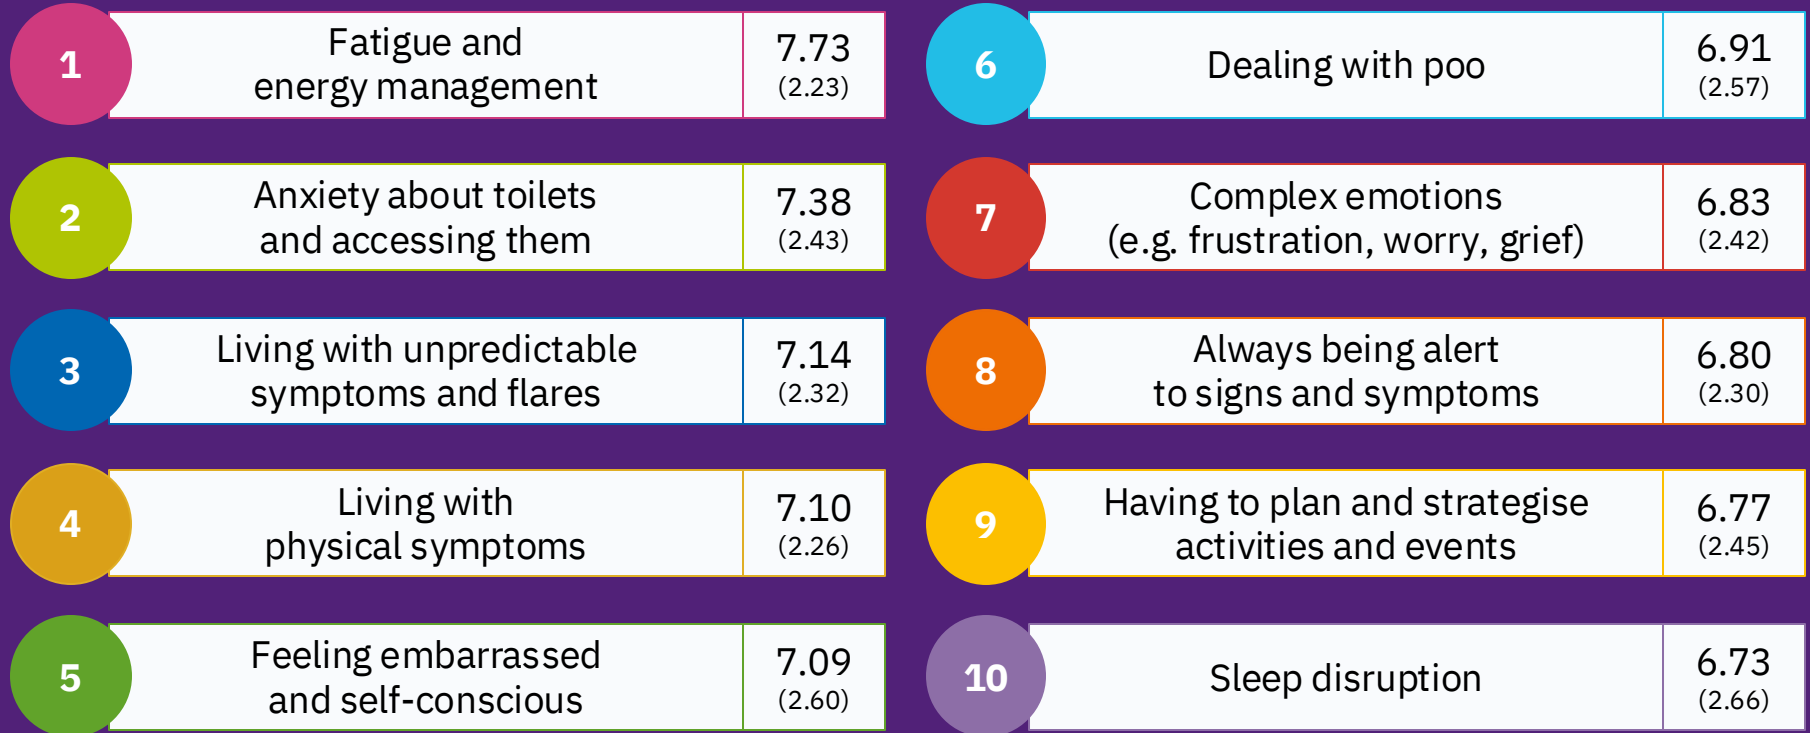 1
Fatigue and
energy management
7.73
(2.23)
2
Anxiety about toilets
and accessing them
7.38
(2.43)
3
Living with unpredictable
symptoms and flares
7.14
(2.32)
4
Living with
physical symptoms
7.10
(2.26)
5
Feeling embarrassed
and self-conscious
7.09
(2.60)
6
Dealing with poo
6.91
(2.57)
7
Complex emotions
(e.g. frustration, worry, grief)
6.83
(2.42)
8
Always being alert
to signs and symptoms
6.80
(2.30)
9
Having to plan and strategise
activities and events
6.77
(2.45)
10
Sleep disruption
6.73
(2.66)